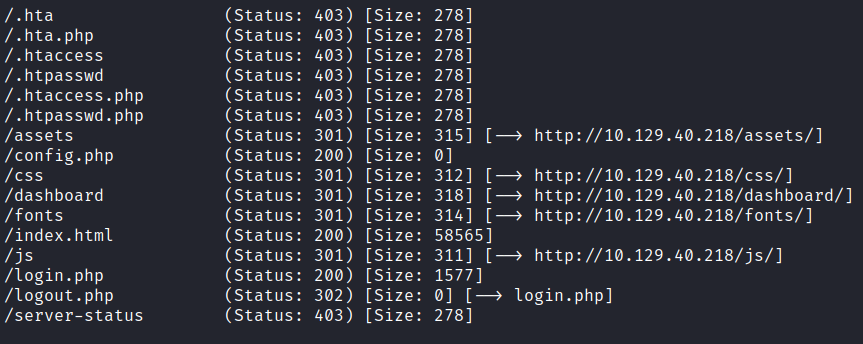 /.hta (Status: 403) [Size: 278]
/.hta.php (Status: 403) [Size: 278]
/.htaccess (Status: 403) [Size: 278]
/.htpasswd (Status: 403) [Size: 278]
/.htaccess.php (Status: 403) [Size: 278]
/.htpasswd.php (Status: 403) [Size: 278]
/assets (Status: 301) [Size: 315] [--> http://10.129.40.218/assets/]
/config.php (Status: 200) [Size: 0]
/css (Status: 301) [Size: 312] [--> http://10.129.40.218/css/]
/dashboard (Status: 301) [Size: 318] [--> http://10.129.40.218/dashboard/]
/fonts (Status: 301) [Size: 314] [--> http://10.129.40.218/fonts/]
/index.html (Status: 200) [Size: 58565]
/js (Status: 301) [Size: 311] [--> http://10.129.40.218/js/]
/login.php (Status: 200) [Size: 1577]
/logout.php (Status: 302) [Size: 0] [--> login.php]
/server-status (Status: 403) [Size: 278]